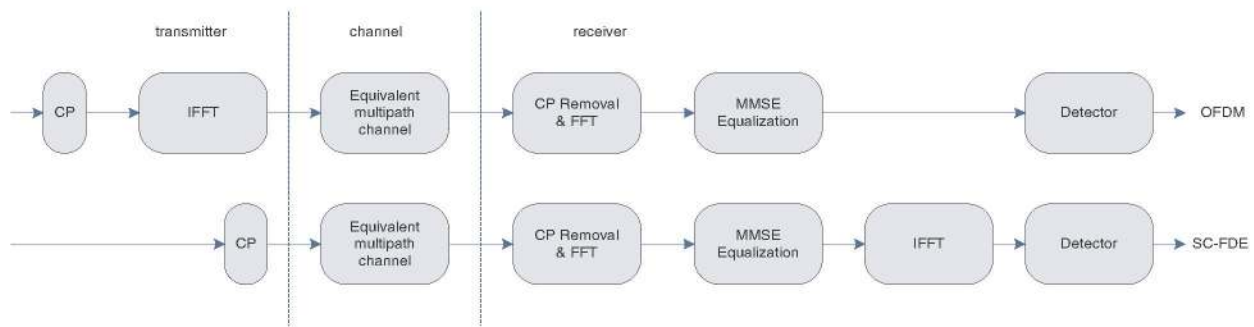 transmitter
channel
receiver
CP
IFFT
Equivalent
multipath
channel
CP Removal
& FFT
MMSE
Equalization
Detector
OFDM
CP
Equivalent
multipath
channel
CP Removal
& FFT
MMSE
Equalization
IFFT
Detector
SC-FDE